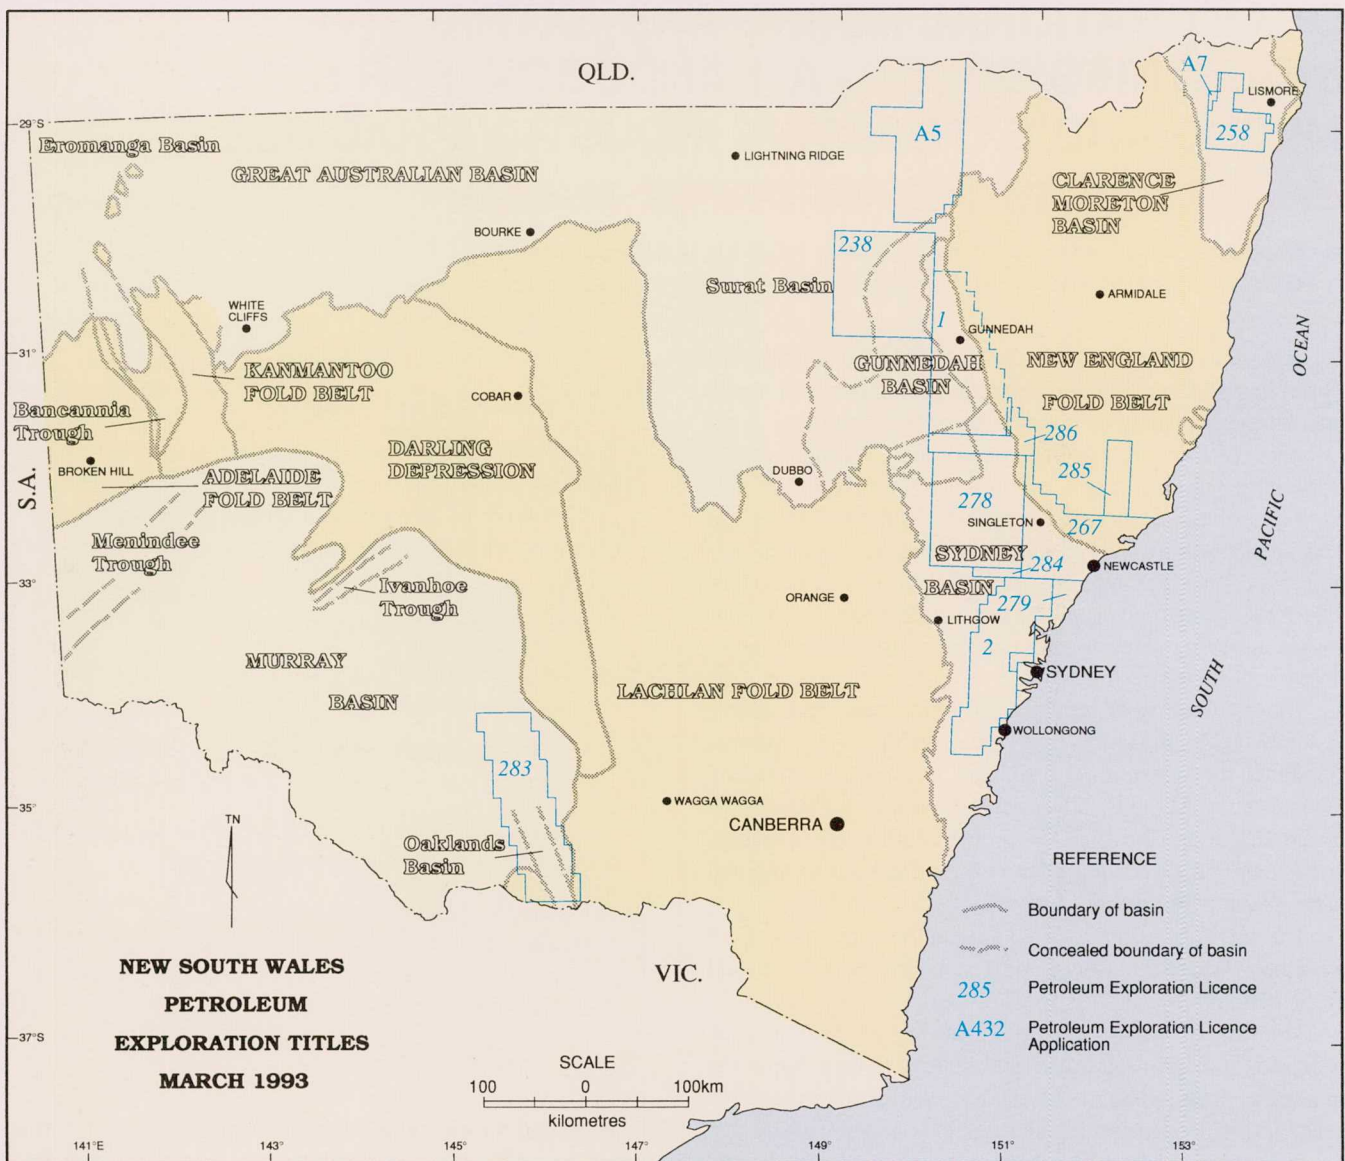 QLD.
A7
LISMORE
29°S
A5
258
Eromanga Basin
LIGHTNING RIDGE
GREAT AUSTRALIAN BASIN
CLARENCE
MORETON
BASIN
BOURKE
238
Surat Basin
ARMIDALE
WHITE
CLIFFS
1
GUNNEDAH
OCEAN
31°
GUNNEDAH
BASIN
NEW ENGLAND
FOLD BELT
KANMANTOO
FOLD BELT
COBAR
Bancannia
Trough
286
DARLING
DEPRESSION
BROKEN HILL
285
DUBBO
S.A.
ADELAIDE
FOLD BELT
278
SINGLETON
267
PACIFIC
Menindee
Trough
SYDNEY
BASIN
284
NEWCASTLE
33°
Ivanhoe
Trough
ORANGE
279
LITHGOW
2
MURRAY
BASIN
SYDNEY
SOUTH
LACHLAN FOLD BELT
WOLLONGONG
283
35°
WAGGA WAGGA
TN
CANBERRA
Oaklands
Basin
REFERENCE
Boundary of basin
Concealed boundary of basin
285 Petroleum Exploration Licence
A432 Petroleum Exploration Licence
Application
NEW SOUTH WALES
PETROLEUM
EXPLORATION TITLES
MARCH 1993
VIC.
37°S
SCALE
100 0 100km
kilometres
141°E 143° 145° 147° 149° 151° 153°